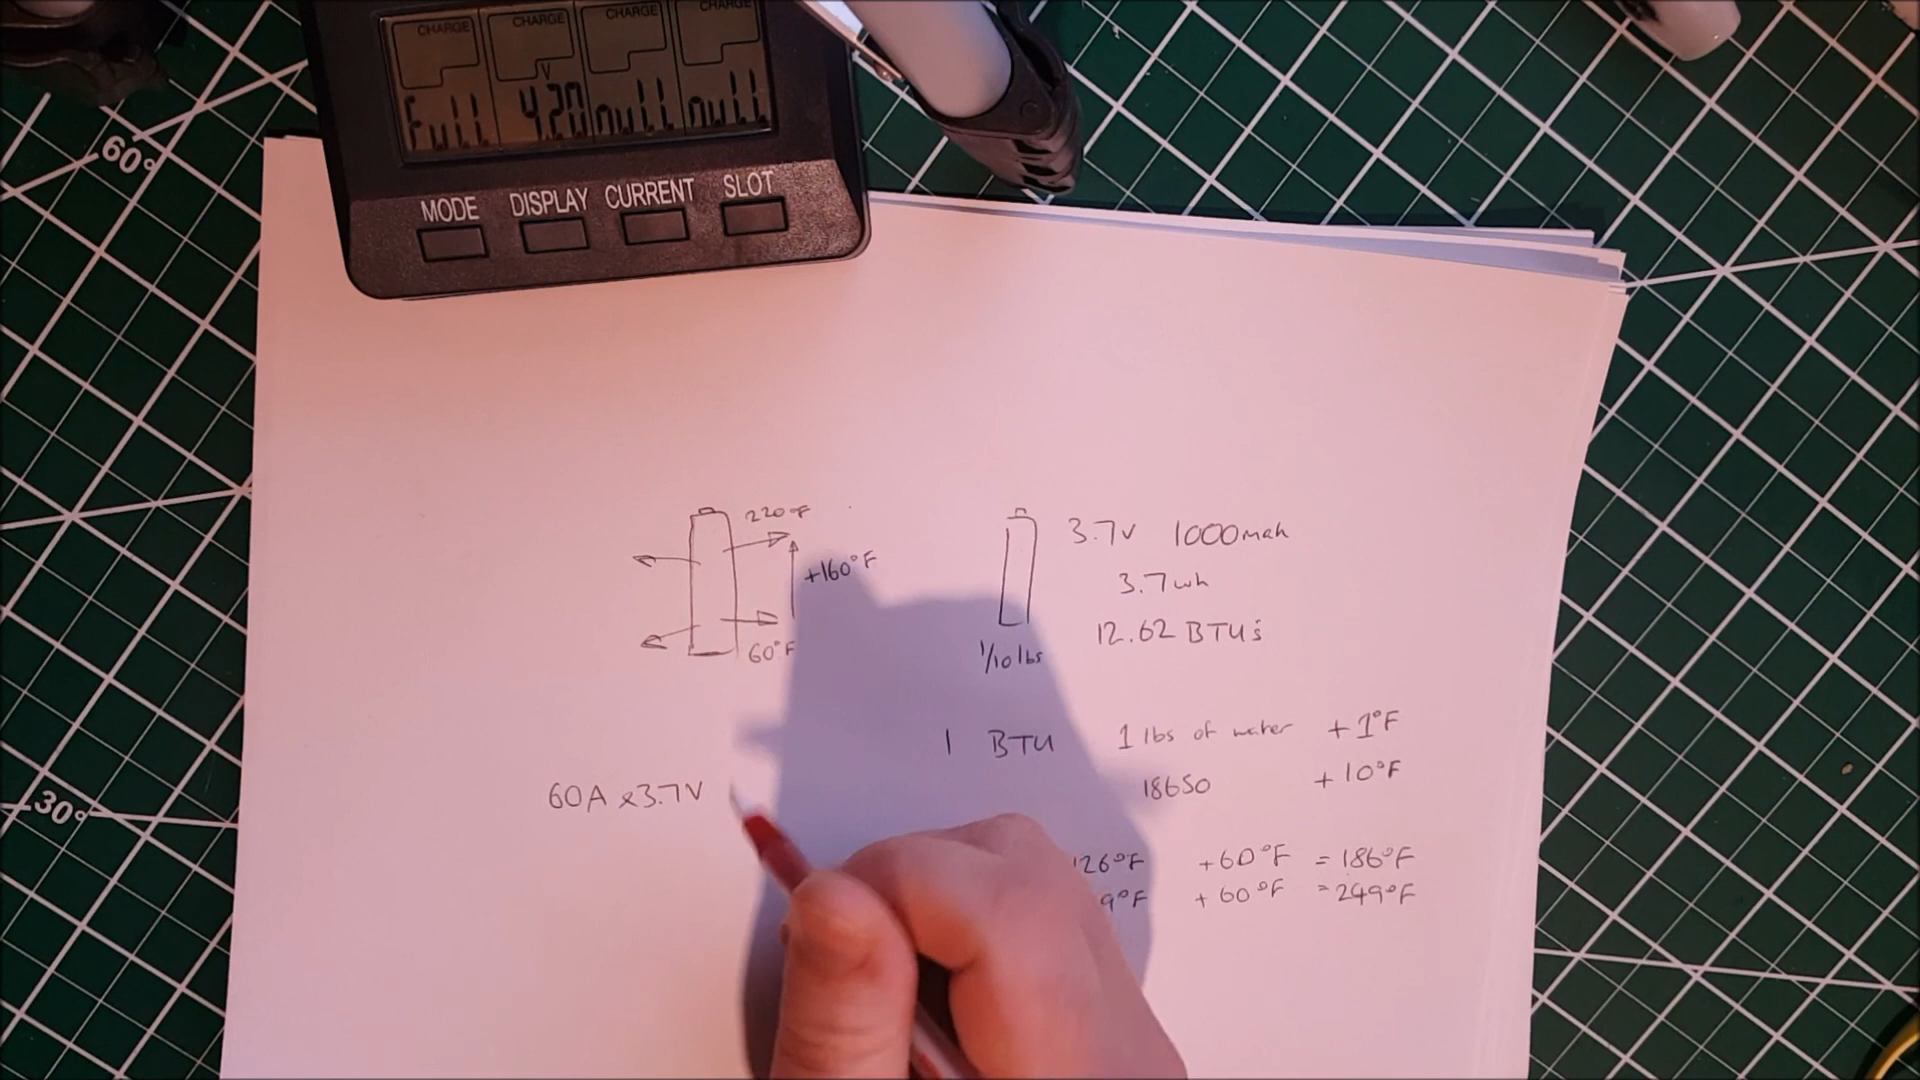 CHARGE CHARGE CHARGE CHARGE
V
Full 4.20 null null
MODE DISPLAY CURRENT SLOT
60°
30°
220°F
+160°F
60°F
3.7V 1000mah
3.7wh
12.62 BTUs
1/10 lbs
1 BTU 1 lbs of water +1°F
18650 +10°F
60A x3.7V
126°F +60°F = 186°F
9°F +60°F = 249°F